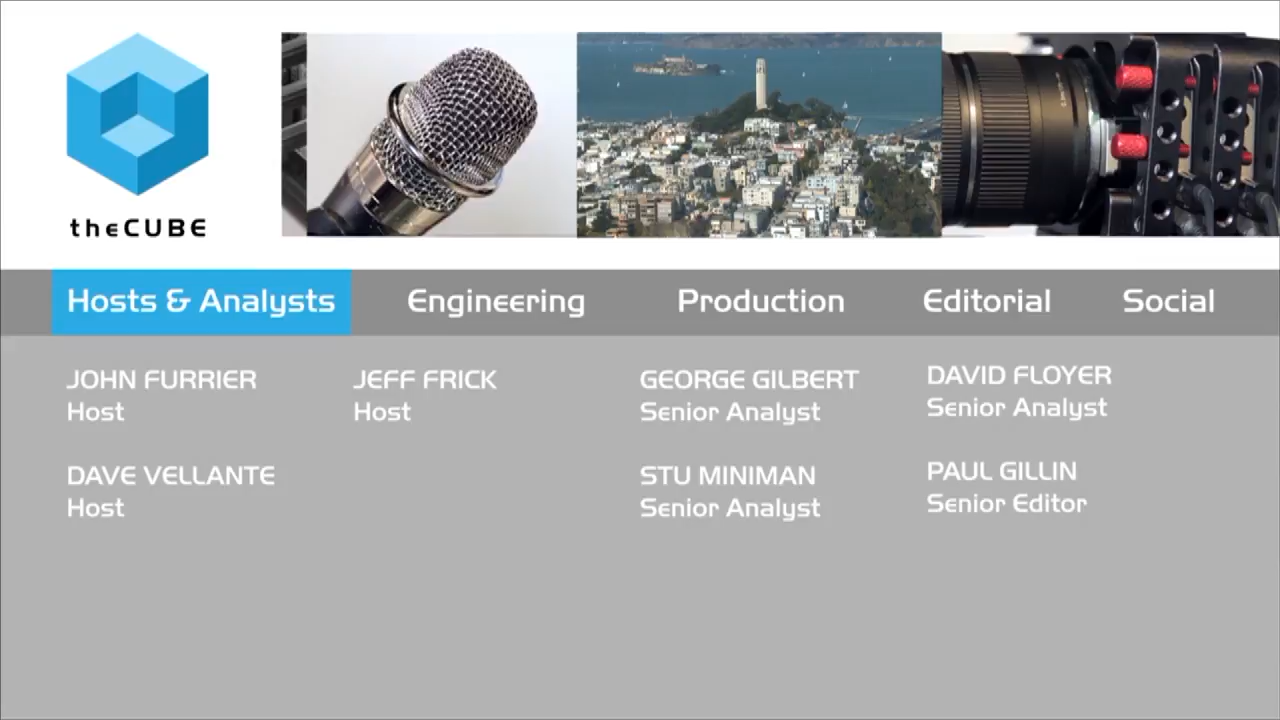 theCUBE
Hosts & Analysts
Engineering
Production
Editorial
Social
JOHN FURRIER
Host
DAVE VELLANTE
Host
JEFF FRICK
Host
GEORGE GILBERT
Senior Analyst
STU MINIMAN
Senior Analyst
DAVID FLOYER
Senior Analyst
PAUL GILLIN
Senior Editor